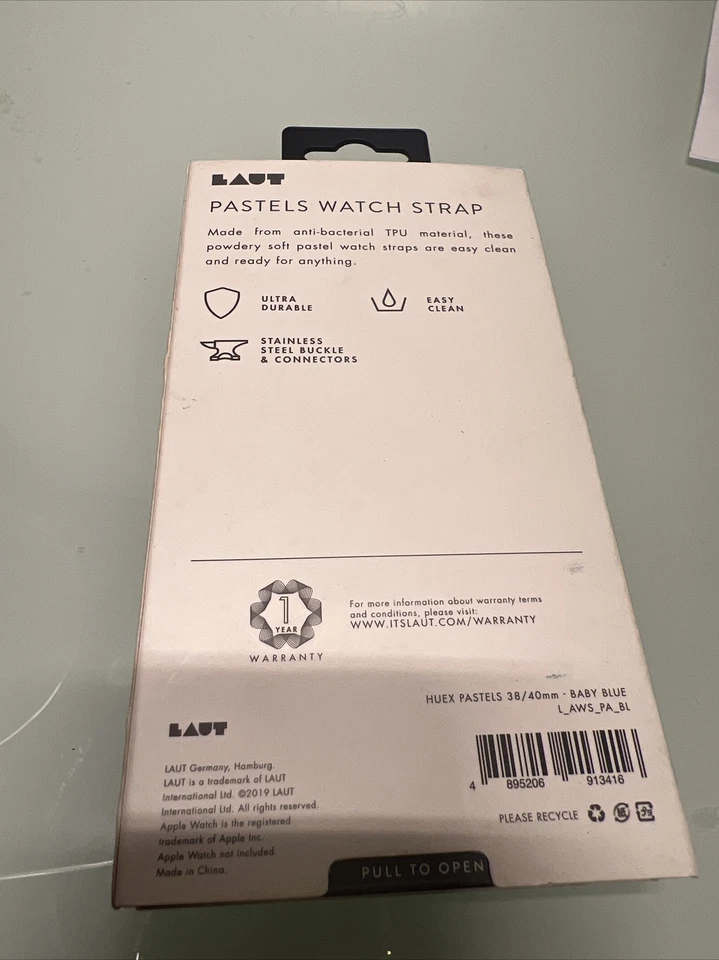 LAUT
PASTELS WATCH STRAP
Made from anti-bacterial TPU material, these
powdery soft pastel watch straps are easy clean
and ready for anything.
ULTRA
DURABLE
EASY
CLEAN
STAINLESS
STEEL BUCKLE
& CONNECTORS
1
YEAR
WARRANTY
For more information about warranty terms
and conditions, please visit:
WWW.ITSLAUT.COM/WARRANTY
HUEX PASTELS 38/40mm - BABY BLUE
L_AWS_PA_BL
LAUT
LAUT Germany, Hamburg.
LAUT is a trademark of LAUT
International Ltd. ©2019 LAUT
International Ltd. All rights reserved.
Apple Watch is the registered
trademark of Apple Inc.
Apple Watch not included.
Made in China.
4 895206 913416
PLEASE RECYCLE
PULL TO OPEN